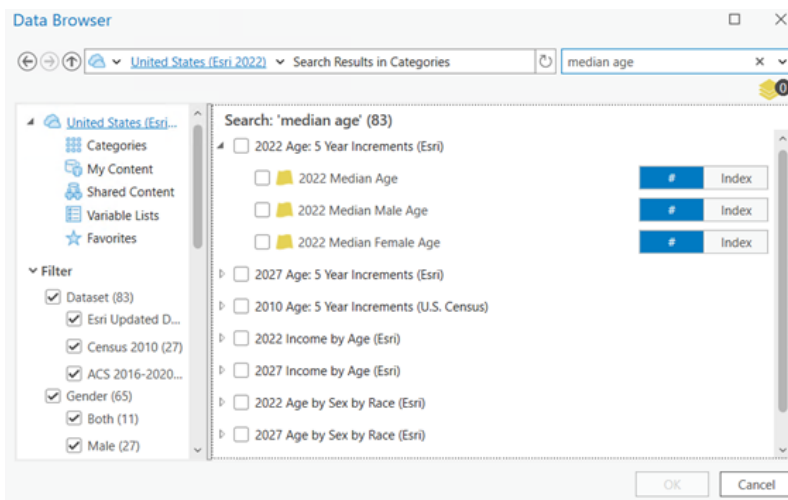 Data Browser
United States (Esri 2022) Search Results in Categories
median age
0
United States (Esri...
Categories
My Content
Shared Content
Variable Lists
Favorites
Filter
Dataset (83)
Esri Updated D...
Census 2010 (27)
ACS 2016-2020...
Gender (65)
Both (11)
Male (27)
Search: 'median age' (83)
2022 Age: 5 Year Increments (Esri)
2022 Median Age # Index
2022 Median Male Age # Index
2022 Median Female Age # Index
2027 Age: 5 Year Increments (Esri)
2010 Age: 5 Year Increments (U.S. Census)
2022 Income by Age (Esri)
2027 Income by Age (Esri)
2022 Age by Sex by Race (Esri)
2027 Age by Sex by Race (Esri)
OK Cancel